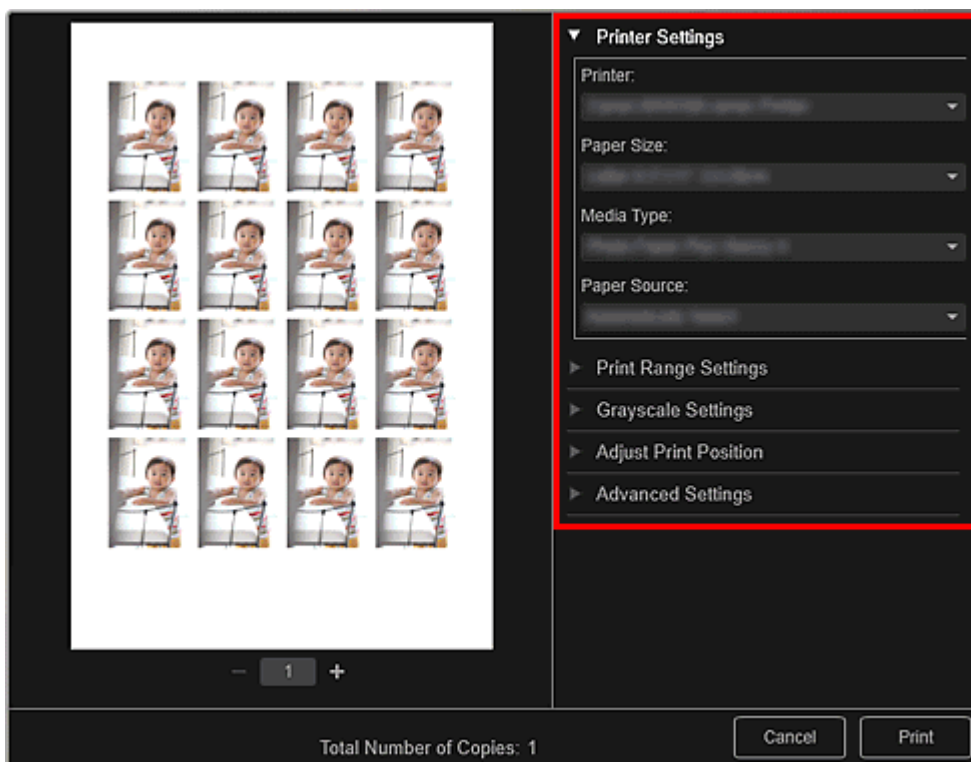 Printer Settings
Printer:
Paper Size:
Media Type:
Paper Source:
Print Range Settings
Grayscale Settings
Adjust Print Position
Advanced Settings
1
Total Number of Copies: 1
Cancel
Print